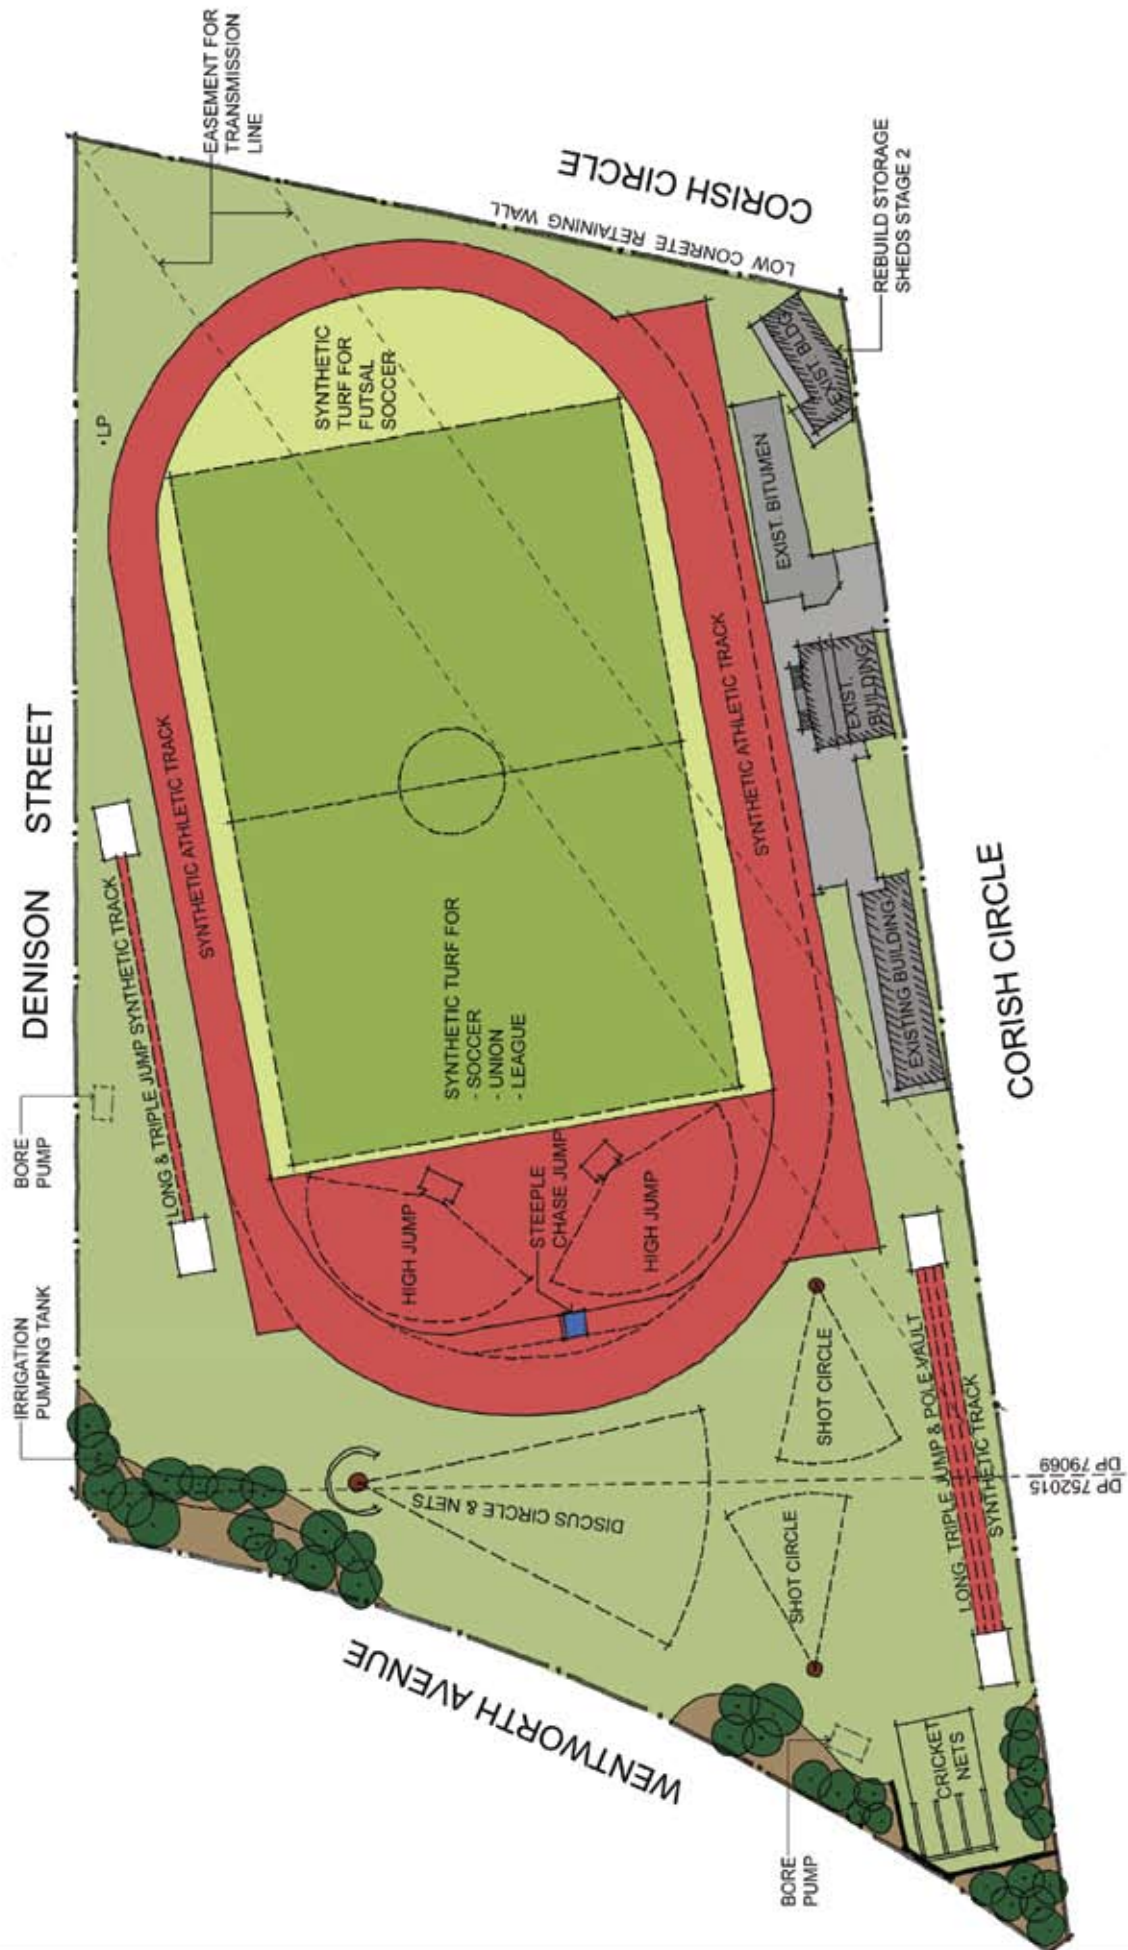 EASEMENT FOR
TRANSMISSION
LINE
CORISH CIRCLE
LOW CONRETE RETAINING WALL
REBUILD STORAGE
SHEDS STAGE 2
EXIST. BLDG
LP
SYNTHETIC
TURF FOR
FUTSAL
SOCCER
EXIST. BITUMEN
DENISON STREET
SYNTHETIC ATHLETIC TRACK
SYNTHETIC ATHLETIC TRACK
EXIST.
BUILDING
LONG & TRIPLE JUMP SYNTHETIC TRACK
SYNTHETIC TURF FOR
- SOCCER
- UNION
- LEAGUE
EXISTING BUILDING
CORISH CIRCLE
BORE
PUMP
HIGH JUMP
STEEPLE
CHASE JUMP
HIGH JUMP
IRRIGATION
PUMPING TANK
DISCUS CIRCLE & NETS
SHOT CIRCLE
SHOT CIRCLE
LONG, TRIPLE JUMP & POLE VAULT
SYNTHETIC TRACK
DP 752015
DP 79069
WENTWORTH AVENUE
CRICKET
NETS
BORE
PUMP